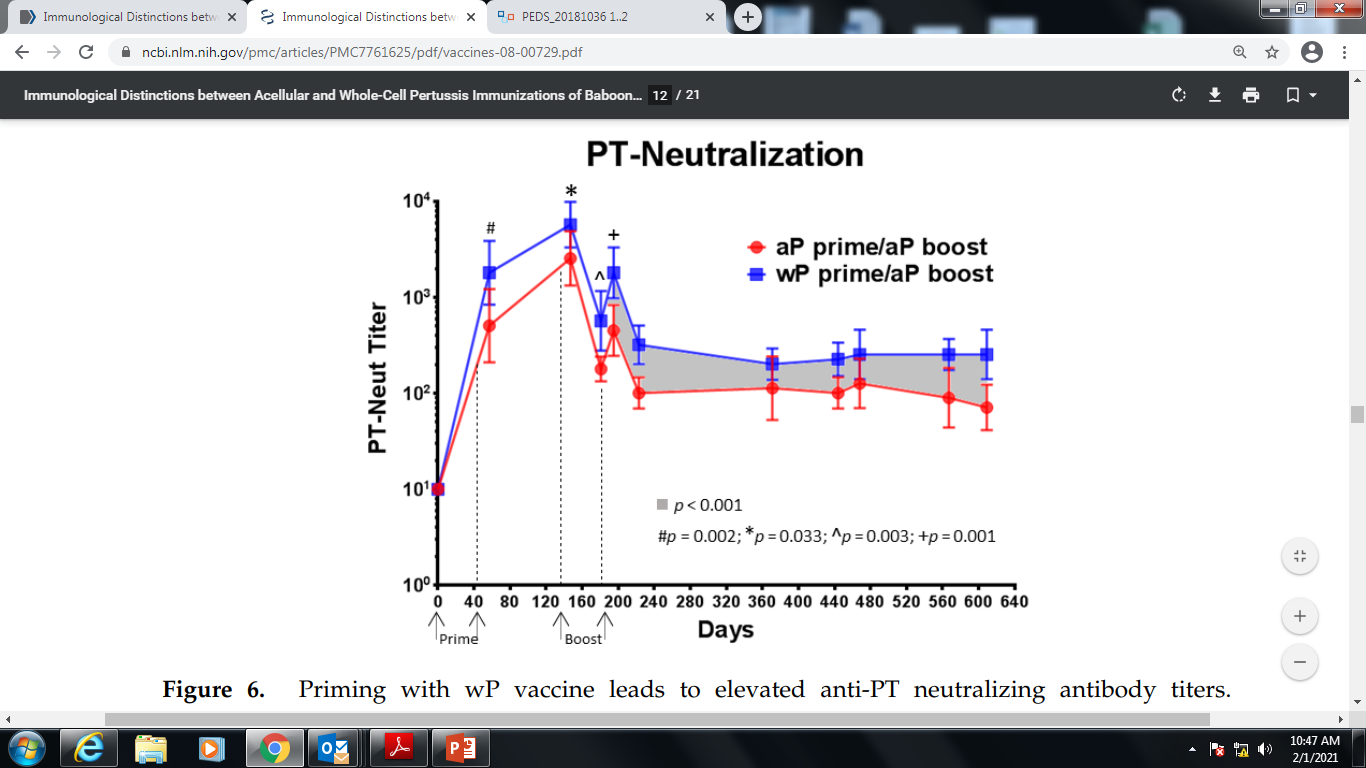 Immunological Distinctions betw
Immunological Distinctions betw
PEDS_20181036 1..2
ncbi.nlm.nih.gov/pmc/articles/PMC7761625/pdf/vaccines-08-00729.pdf
Immunological Distinctions between Acellular and Whole-Cell Pertussis Immunizations of Baboon... 12 / 21
PT-Neutralization
10⁴
10³
10²
10¹
10⁰
PT-Neut Titer
# * ^ +
aP prime/aP boost
wP prime/aP boost
p < 0.001
#p = 0.002; *p = 0.033; ^p = 0.003; +p = 0.001
0 40 80 120 160 200 240 280 320 360 400 440 480 520 560 600 640
Prime Boost
Days
Figure 6. Priming with wP vaccine leads to elevated anti-PT neutralizing antibody titers.
10:47 AM
2/1/2021